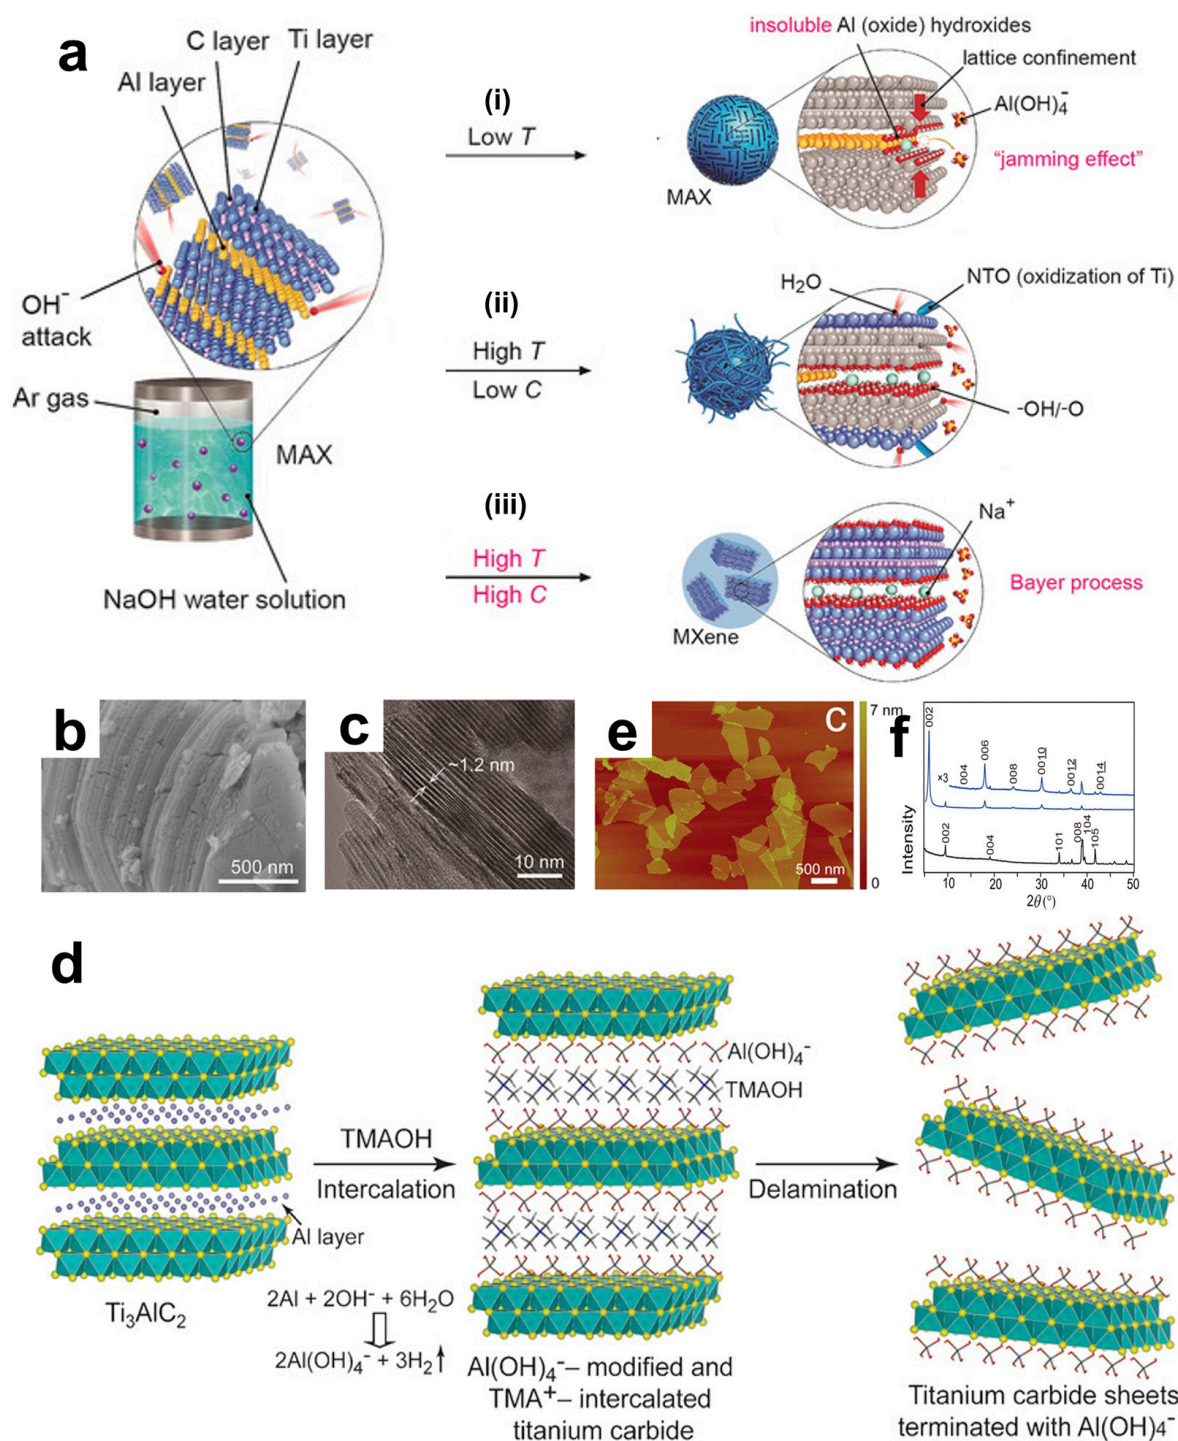 a
C layer
Ti layer
Al layer
OH⁻
attack
Ar gas
MAX
NaOH water solution
(i)
Low T
MAX
insoluble Al (oxide) hydroxides
lattice confinement
Al(OH)₄⁻
"jamming effect"
(ii)
High T
Low C
H₂O
NTO (oxidization of Ti)
-OH/-O
(iii)
High T
High C
MXene
Na⁺
Bayer process
b
500 nm
c
~1.2 nm
10 nm
e
C
500 nm
7 nm
0
f
Intensity
002
×3
004
006
008
0010
0012
0014
002
004
101
008
104
105
10
20
30
40
50
2θ(°)
d
Al layer
Ti₃AlC₂
TMAOH
Intercalation
2Al + 2OH⁻ + 6H₂O
2Al(OH)₄⁻ + 3H₂
Al(OH)₄⁻
TMAOH
Al(OH)₄⁻– modified and
TMA⁺– intercalated
titanium carbide
Delamination
Titanium carbide sheets
terminated with Al(OH)₄⁻